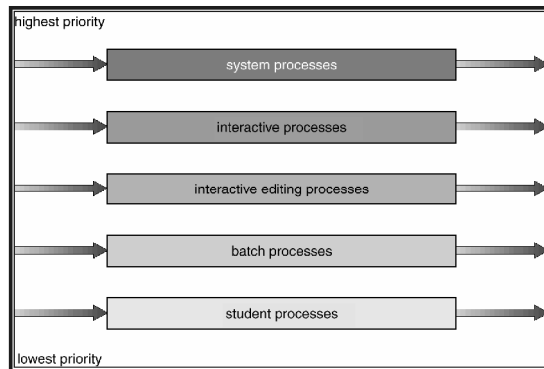 highest priority
system processes
interactive processes
interactive editing processes
batch processes
student processes
lowest priority